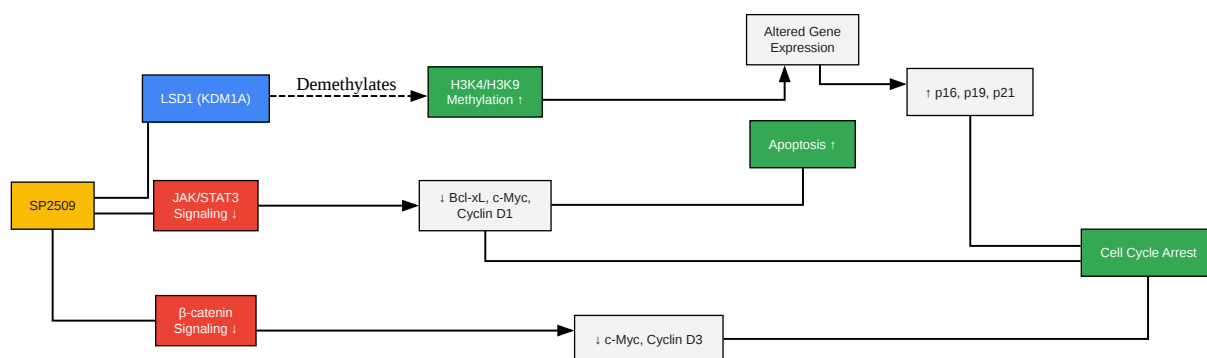 Altered Gene
Expression
LSD1 (KDM1A)
Demethylates
H3K4/H3K9
Methylation ↑
↑ p16, p19, p21
Apoptosis ↑
SP2509
JAK/STAT3
Signaling ↓
↓ Bcl-xL, c-Myc,
Cyclin D1
Cell Cycle Arrest
β-catenin
Signaling ↓
↓ c-Myc, Cyclin D3